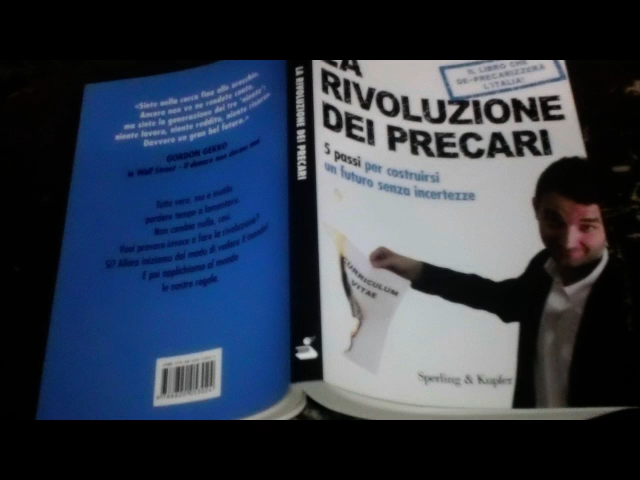 «Siete nella cacca fino alle orecchie.
Ancora non ve ne rendete conto,
ma siete la generazione dei tre "niente":
niente lavoro, niente reddito, niente risorse.
Davvero un gran bel futuro.»
GORDON GEKKO
in Wall Street - Il denaro non dorme mai
Tutto vero, ma è inutile
perdere tempo a lamentarsi.
Non cambia nulla, così.
Vuoi provare invece a fare la rivoluzione?
Sì? Allora iniziamo dal modo di vedere il mondo!
E poi applichiamo al mondo
le nostre regole.
LA RIVOLUZIONE DEI PRECARI
IL LIBRO CHE
DE-PRECARIZZERÀ
L'ITALIA!
LA
RIVOLUZIONE
DEI PRECARI
5 passi per costruirsi
un futuro senza incertezze
CURRICULUM
VITAE
Sperling & Kupfer